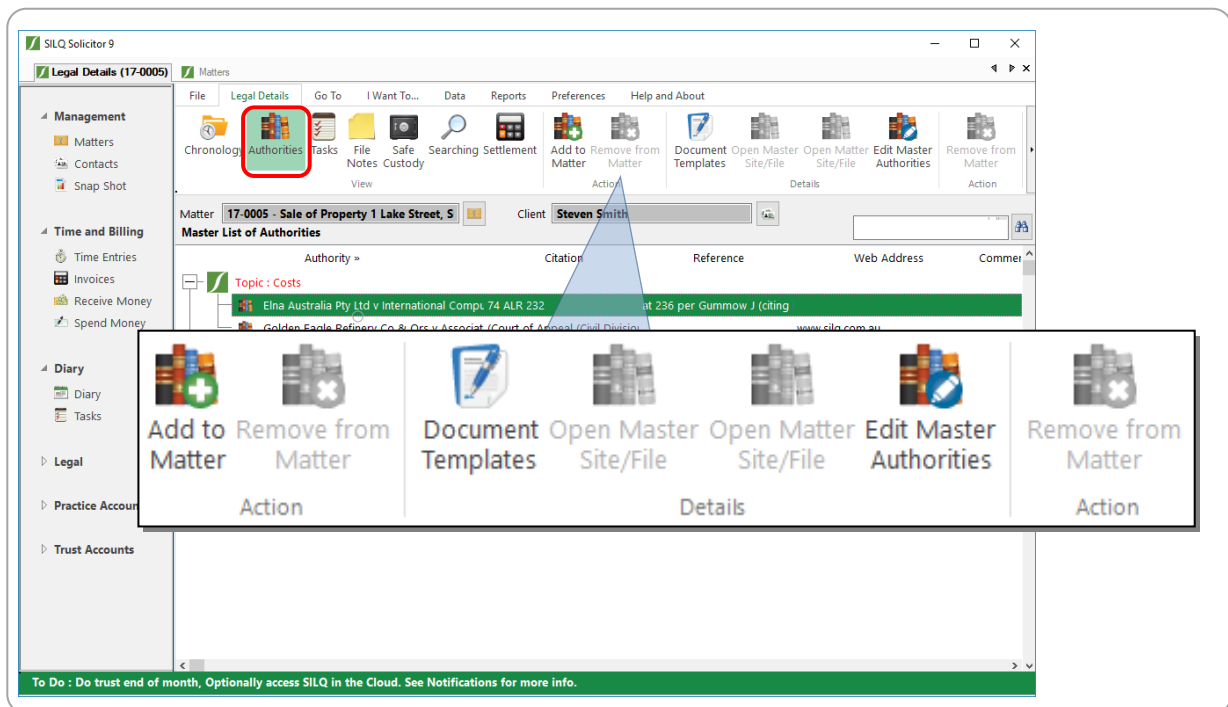 SILQ Solicitor 9
Legal Details (17-0005)
Matters
File Legal Details Go To I Want To... Data Reports Preferences Help and About
Management
Matters
Contacts
Snap Shot
Time and Billing
Time Entries
Invoices
Receive Money
Spend Money
Diary
Diary
Tasks
Legal
Practice Accoun
Trust Accounts
Chronology Authorities Tasks File Notes Safe Custody Searching Settlement
View
Add to Matter Remove from Matter
Action
Document Templates Open Master Site/File Open Matter Site/File Edit Master Authorities
Details
Remove from Matter
Action
Matter 17-0005 - Sale of Property 1 Lake Street, S Client Steven Smith
Master List of Authorities
Authority » Citation Reference Web Address Commer
Topic : Costs
Elna Australia Pty Ltd v International Compu 74 ALR 232 at 236 per Gummow J (citing
Golden Eagle Refinery Co & Ors v Associat (Court of Appeal (Civil Division www.silq.com.au
Add to Remove from Document Open Master Open Matter Edit Master Remove from
Matter Matter Templates Site/File Site/File Authorities Matter
Action Details Action
To Do : Do trust end of month, Optionally access SILQ in the Cloud. See Notifications for more info.